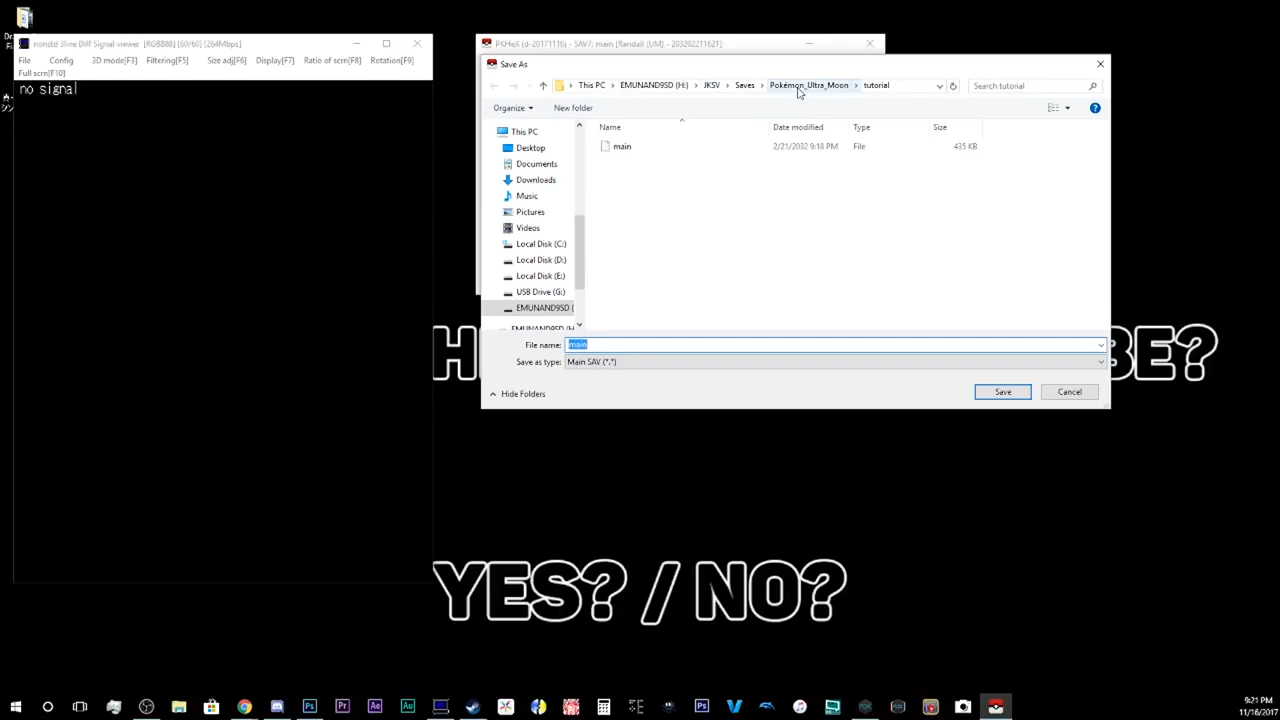 nonstd 3line Diff Signal viewer [RGB888] [60/60] [264Mbps]
File Config 3D mode[F3] Filtering[F5] Size adj[F6] Display[F7] Ratio of scrn[F8] Rotation[F9]
Full scrn[F10]
no signal
PKHeX (d-20171116) - SAV7: main [Randall (UM) - 2032022116​21]
Save As
This PC › EMUNAND9SD (H:) › JKSV › Saves › Pokémon_Ultra_Moon › tutorial
Search tutorial
Organize
New folder
Name Date modified Type Size
main 2/21/2032 9:18 PM File 435 KB
This PC
Desktop
Documents
Downloads
Music
Pictures
Videos
Local Disk (C:)
Local Disk (D:)
Local Disk (E:)
USB Drive (G:)
EMUNAND9SD (
EMUNAND9SD (H
File name: main
Save as type: Main SAV (*.*)
Hide Folders
Save
Cancel
BE?
YES? / NO?
9:21 PM
11/16/2017